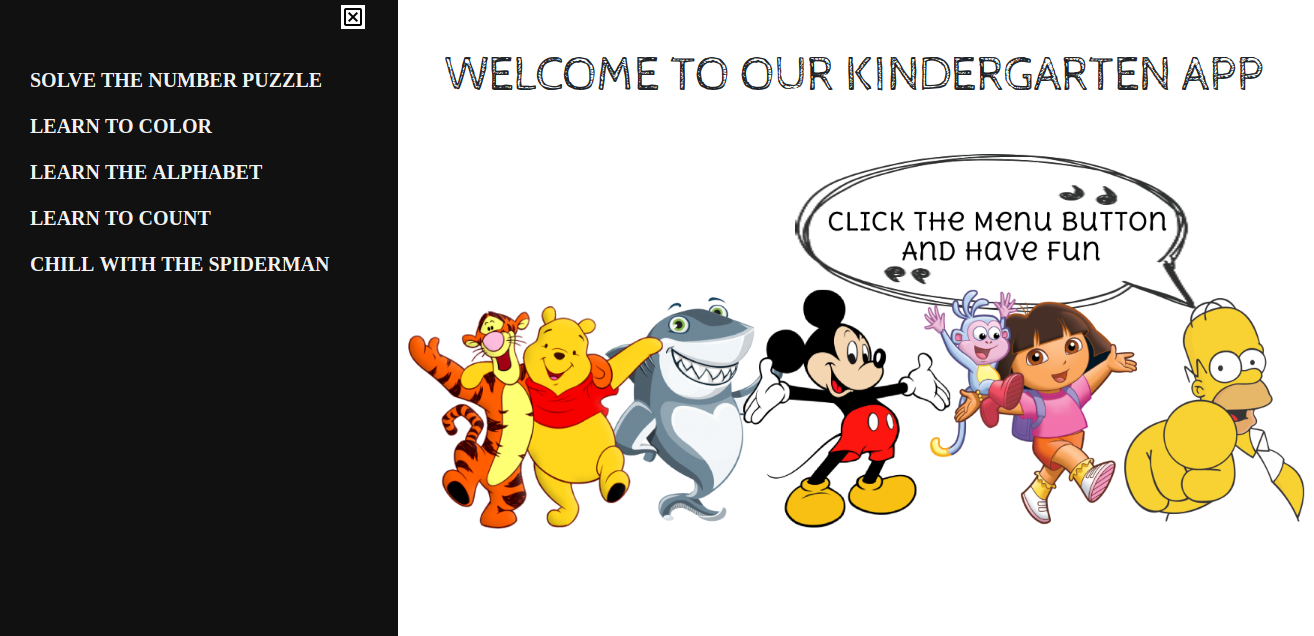 SOLVE THE NUMBER PUZZLE
LEARN TO COLOR
LEARN THE ALPHABET
LEARN TO COUNT
CHILL WITH THE SPIDERMAN
WELCOME TO OUR KINDERGARTEN APP
CLICK THE MENU BUTTON
AND HAVE FUN